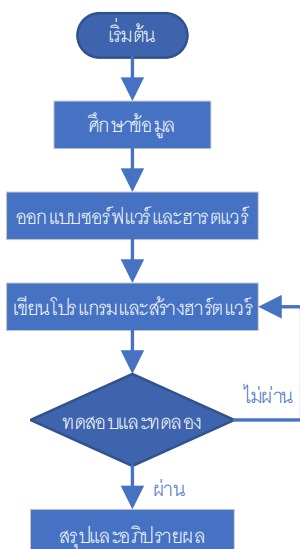 เริ่มต้น
ศึกษาข้อมูล
ออกแบบซอร์ฟแวร์และฮารตแวร์
เขียนโปรแกรมและสร้างฮาร์ตแวร์
ไม่ผ่าน
ทดสอบและทดลอง
ผ่าน
สรุปและอภิปรายผล